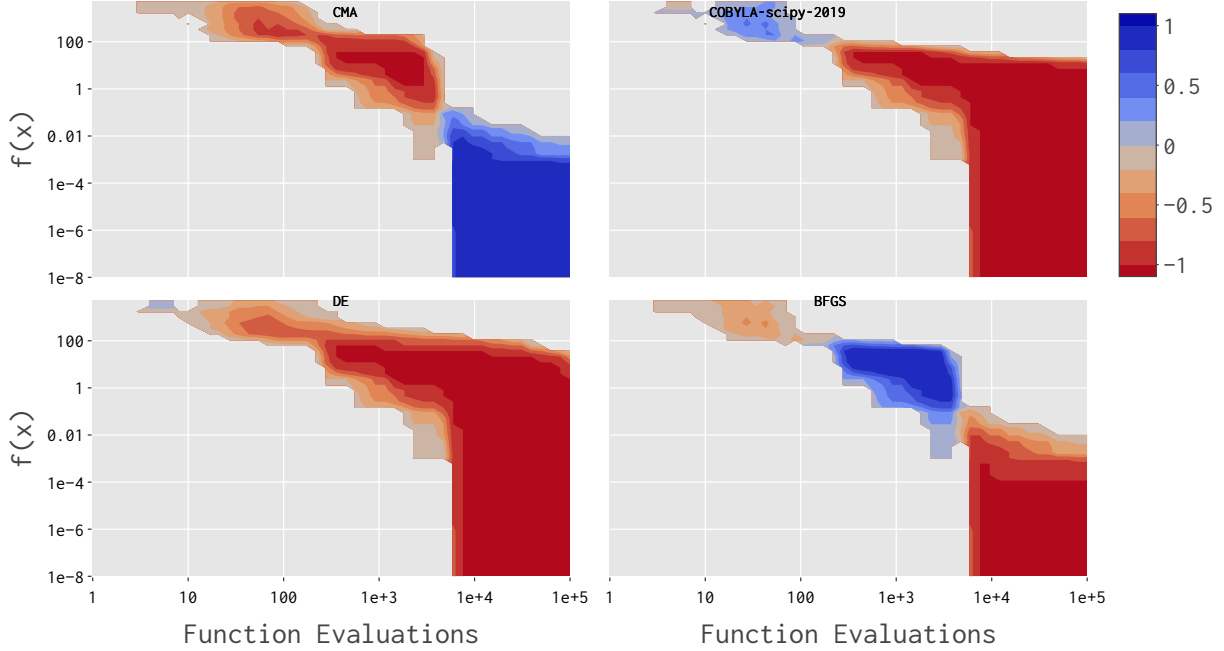 CMA
COBYLA-scipy-2019
100
1
0.01
1e-4
1e-6
1e-8
f(x)
1
0.5
0
−0.5
−1
DE
BFGS
100
1
0.01
1e-4
1e-6
1e-8
f(x)
1 10 100 1e+3 1e+4 1e+5
1 10 100 1e+3 1e+4 1e+5
Function Evaluations
Function Evaluations